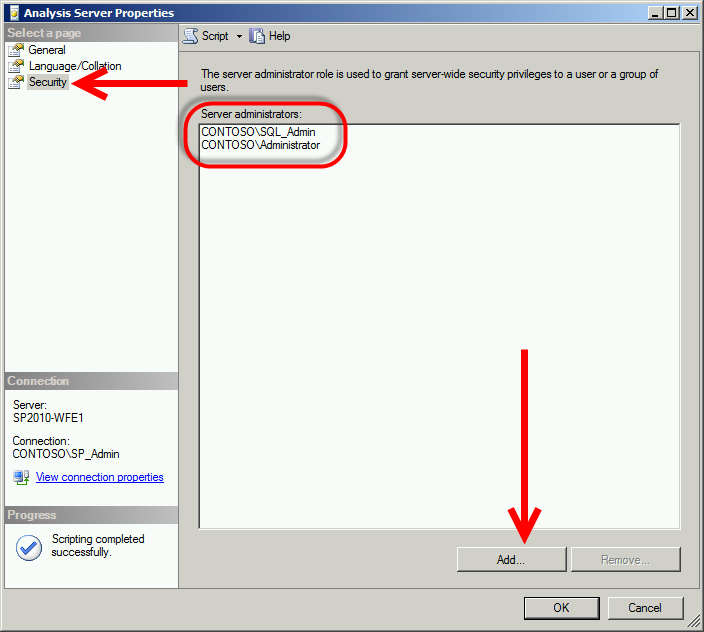 Analysis Server Properties
Select a page
General
Language/Collation
Security
Script
Help
The server administrator role is used to grant server-wide security privileges to a user or a group of
users.
Server administrators:
CONTOSO\SQL_Admin
CONTOSO\Administrator
Connection
Server:
SP2010-WFE1
Connection:
CONTOSO\SP_Admin
View connection properties
Progress
Scripting completed
successfully.
Add...
Remove...
OK
Cancel